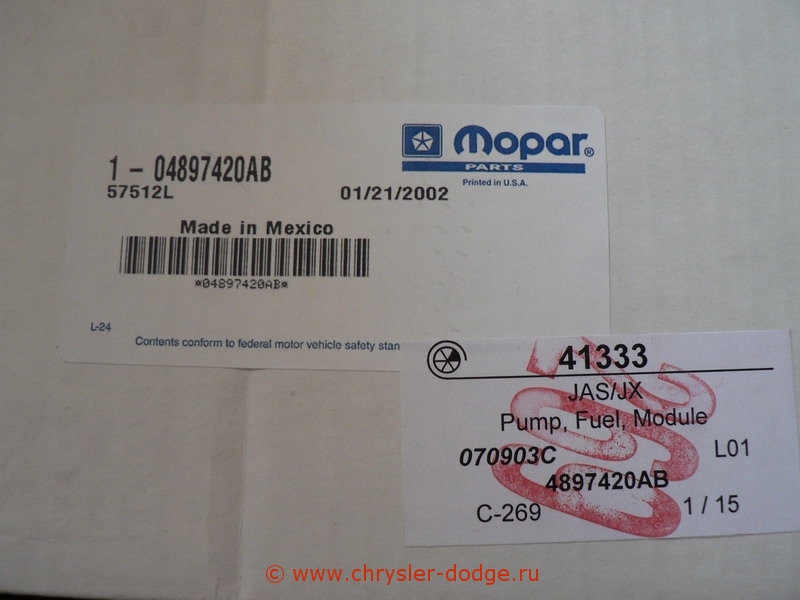 Mopar®
PARTS
Printed in U.S.A.
1 - 04897420AB
57512L 01/21/2002
Made in Mexico
*04897420AB*
L-24
Contents conform to federal motor vehicle safety stan
41333
JAS/JX
Pump, Fuel, Module
070903C L01
4897420AB
C-269 1 / 15
© www.chrysler-dodge.ru